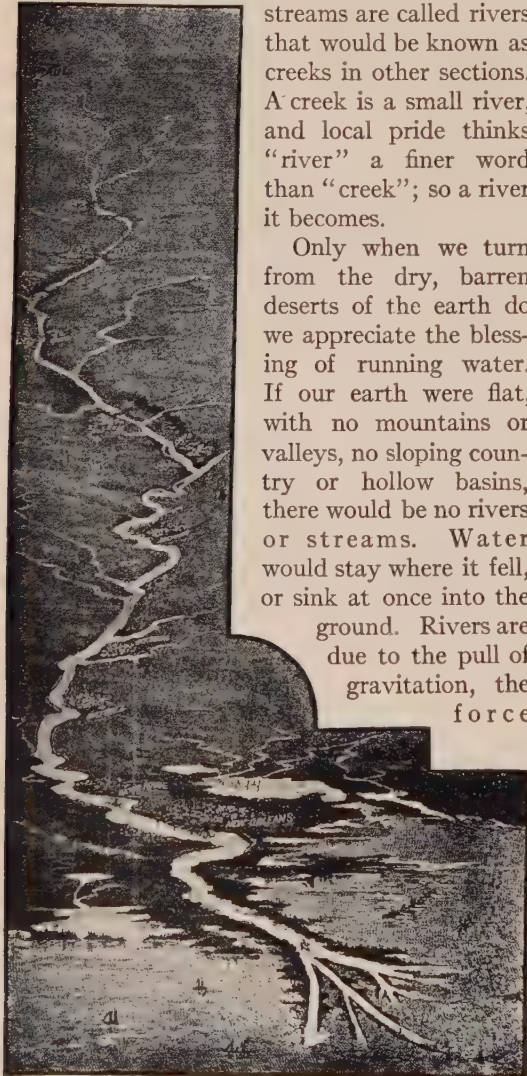 streams are called rivers
that would be known as
creeks in other sections.
A creek is a small river,
and local pride thinks
“river” a finer word
than “creek”; so a river
it becomes.
Only when we turn
from the dry, barren
deserts of the earth do
we appreciate the bless-
ing of running water.
If our earth were flat,
with no mountains or
valleys, no sloping coun-
try or hollow basins,
there would be no rivers
or streams. Water
would stay where it fell,
or sink at once into the
ground. Rivers are
due to the pull of
gravitation, the
force